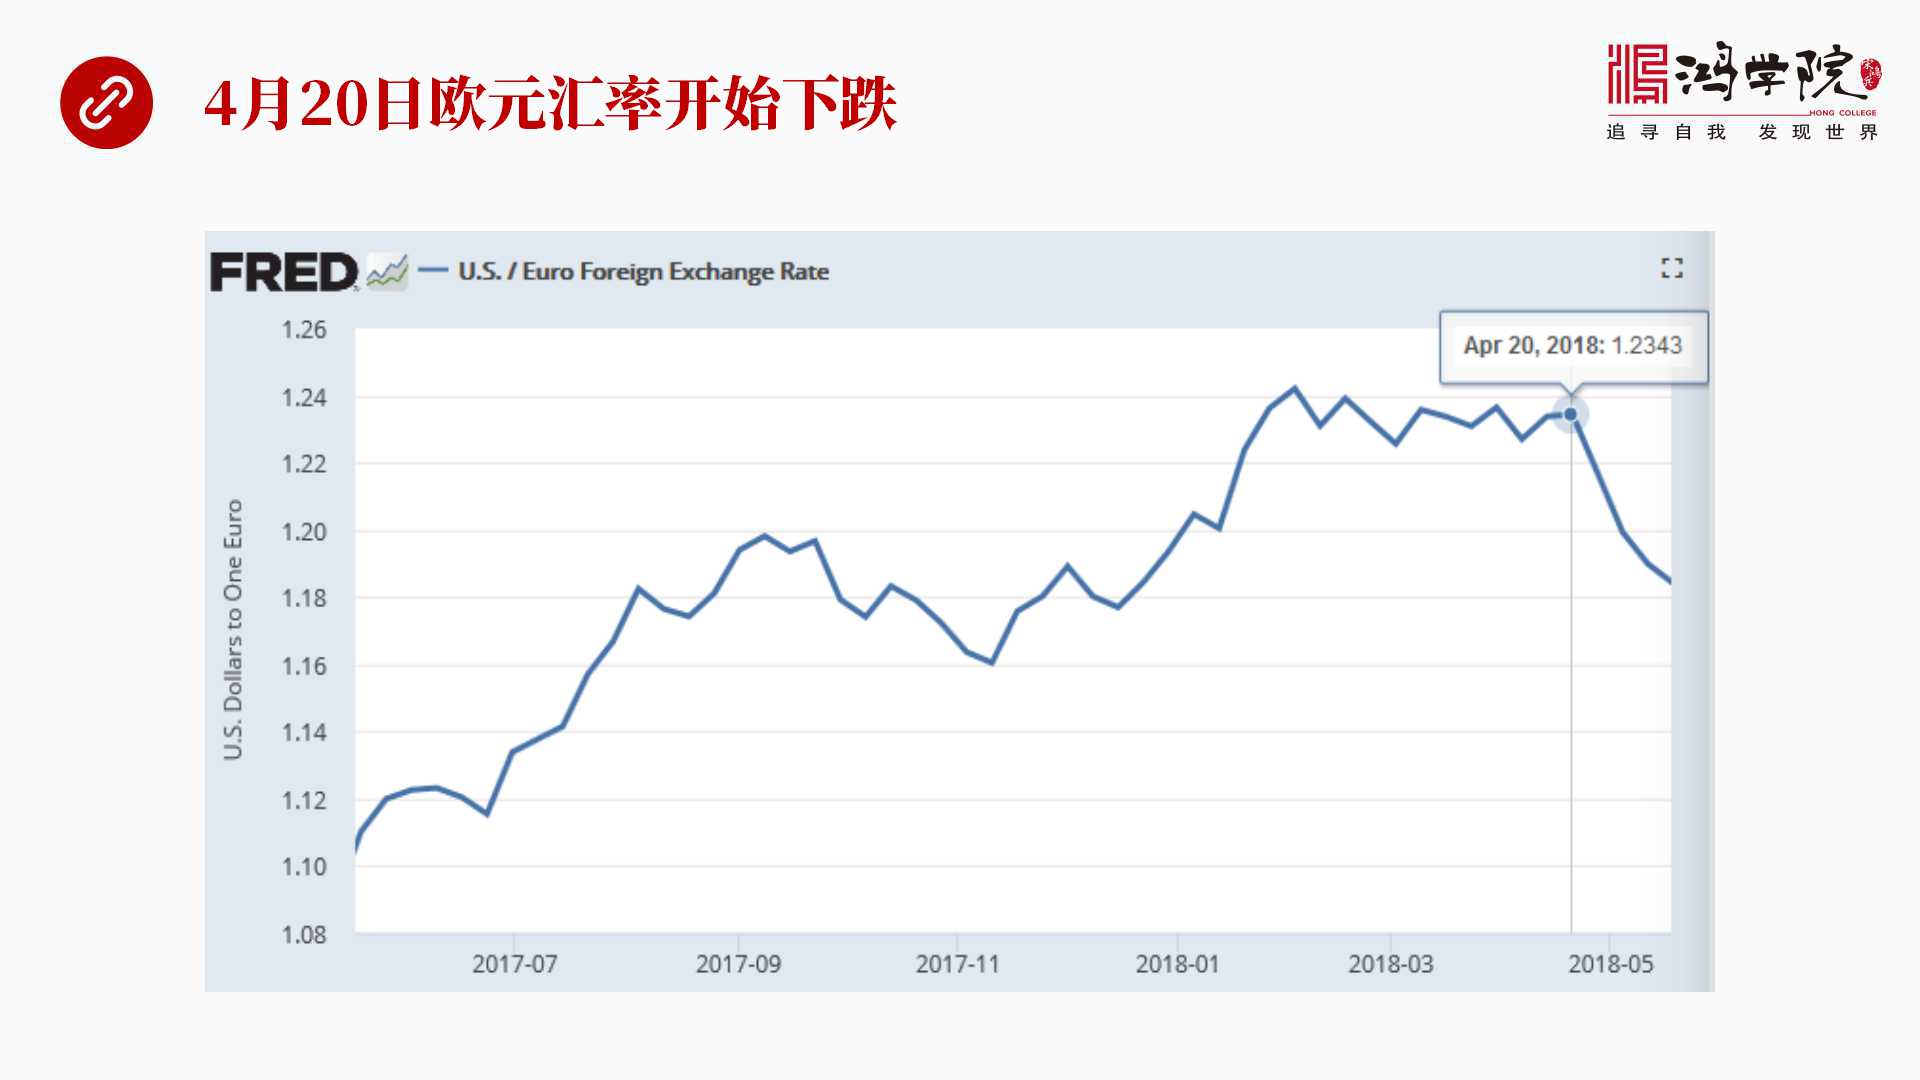 4月20日欧元汇率开始下跌
鸿学院
宋鸿兵
HONG COLLEGE
追寻自我 发现世界
FRED
U.S. / Euro Foreign Exchange Rate
Apr 20, 2018: 1.2343
U.S. Dollars to One Euro
1.26
1.24
1.22
1.20
1.18
1.16
1.14
1.12
1.10
1.08
2017-07
2017-09
2017-11
2018-01
2018-03
2018-05